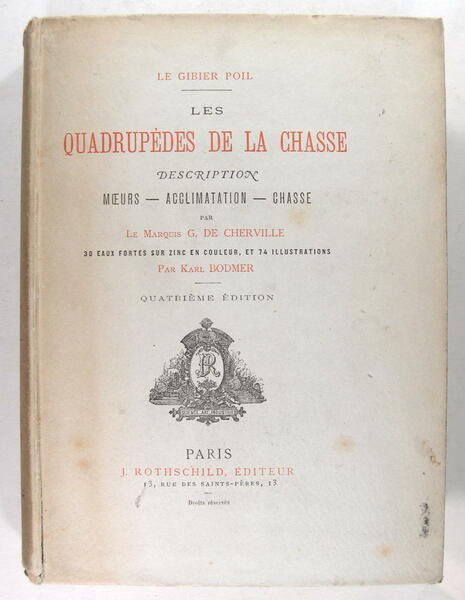 LE GIBIER POIL
LES
QUADRUPÈDES DE LA CHASSE
DESCRIPTION
MŒURS — ACCLIMATATION — CHASSE
PAR
LE MARQUIS G. DE CHERVILLE
30 EAUX FORTES SUR ZINC EN COULEUR, ET 74 ILLUSTRATIONS
PAR KARL BODMER
QUATRIÈME ÉDITION
PARIS
J. ROTHSCHILD, ÉDITEUR
13, RUE DES SAINTS-PÈRES, 13
Droits réservés